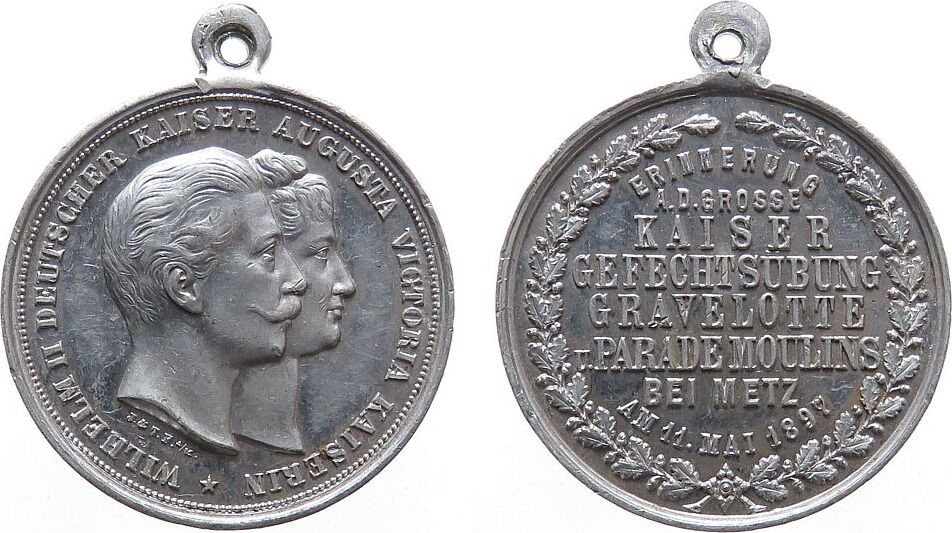 WILHELM II DEUTSCHER KAISER AUGUSTA VICTORIA KAISERIN
ERINNERUNG
A.D. GROSSE
KAISER
GEFECHTSÜBUNG
GRAVELOTTE
U. PARADE MOULINS
BEI METZ
AM 11. MAI 1897